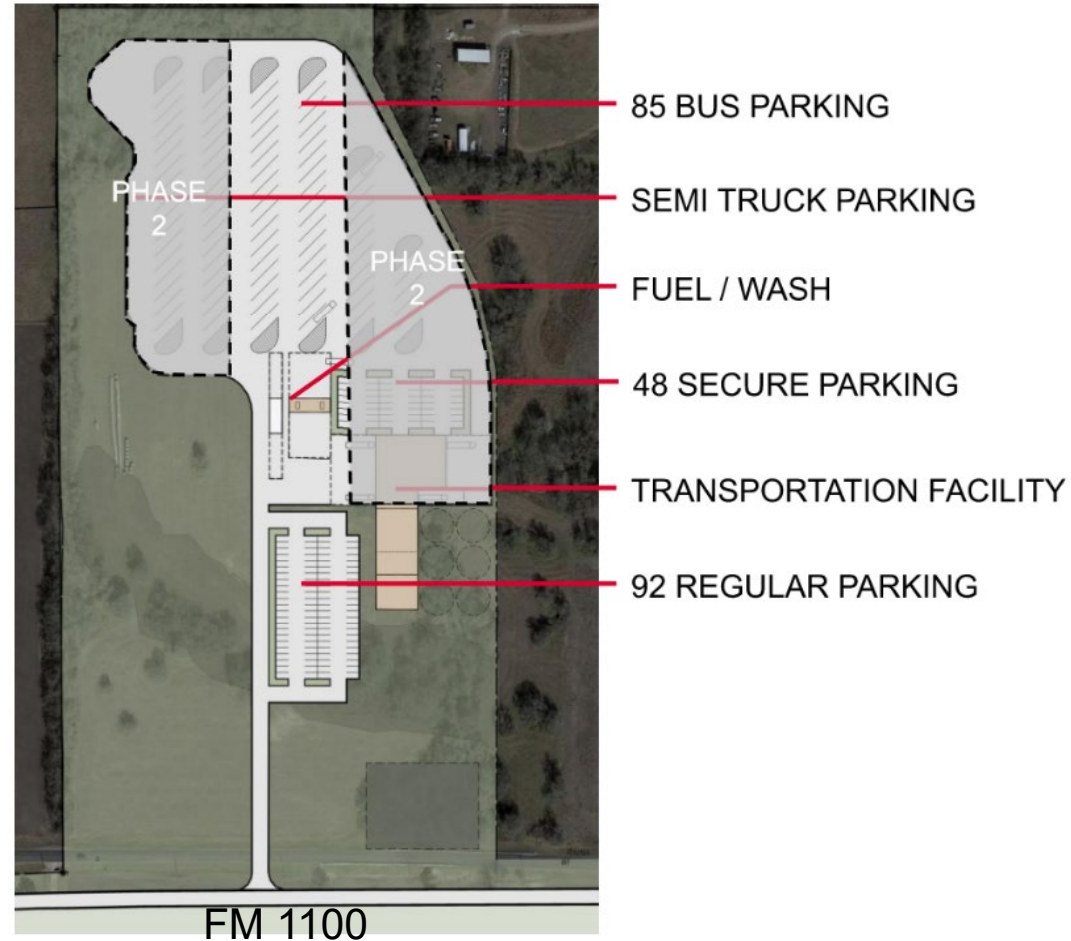 85 BUS PARKING
PHASE
2
SEMI TRUCK PARKING
PHASE
2
FUEL / WASH
48 SECURE PARKING
TRANSPORTATION FACILITY
92 REGULAR PARKING
FM 1100